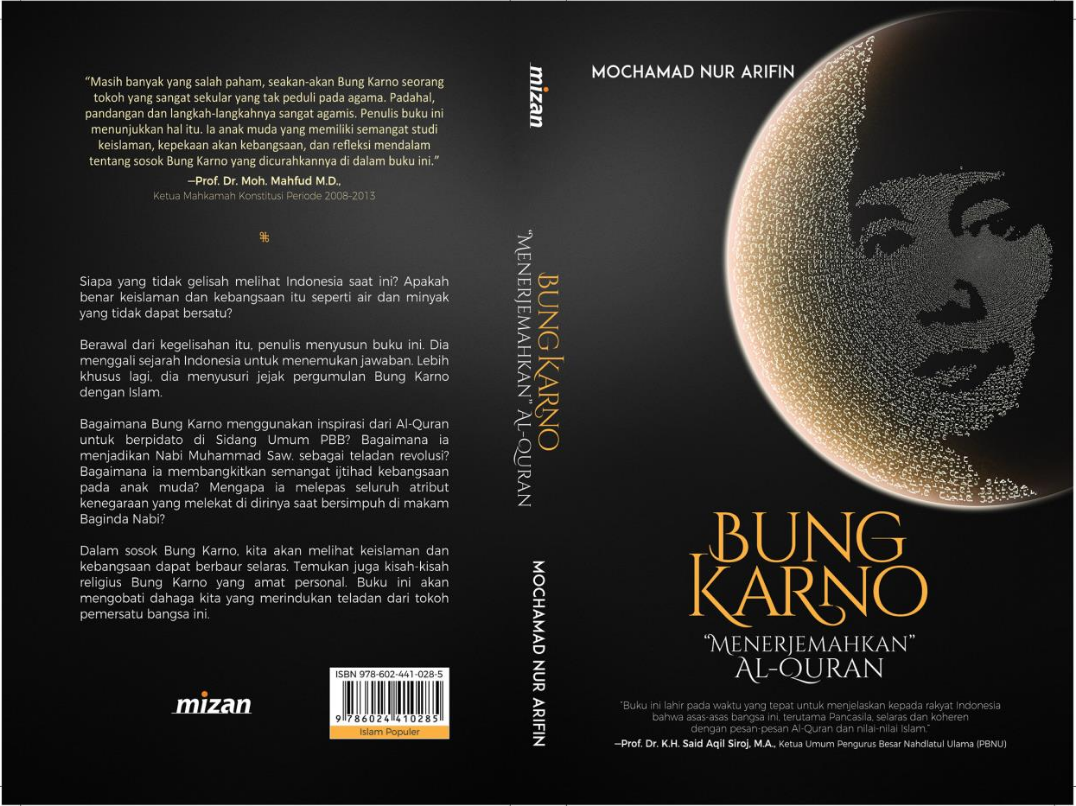 “Masih banyak yang salah paham, seakan-akan Bung Karno seorang
tokoh yang sangat sekular yang tak peduli pada agama. Padahal,
pandangan dan langkah-langkahnya sangat agamis. Penulis buku ini
menunjukkan hal itu. Ia anak muda yang memiliki semangat studi
keislaman, kepekaan akan kebangsaan, dan refleksi mendalam
tentang sosok Bung Karno yang dicurahkannya di dalam buku ini.”
—Prof. Dr. Moh. Mahfud M.D.,
Ketua Mahkamah Konstitusi Periode 2008-2013
Siapa yang tidak gelisah melihat Indonesia saat ini? Apakah
benar keislaman dan kebangsaan itu seperti air dan minyak
yang tidak dapat bersatu?
Berawal dari kegelisahan itu, penulis menyusun buku ini. Dia
menggali sejarah Indonesia untuk menemukan jawaban. Lebih
khusus lagi, dia menyusuri jejak pergumulan Bung Karno
dengan Islam.
Bagaimana Bung Karno menggunakan inspirasi dari Al-Quran
untuk berpidato di Sidang Umum PBB? Bagaimana ia
menjadikan Nabi Muhammad Saw. sebagai teladan revolusi?
Bagaimana ia membangkitkan semangat ijtihad kebangsaan
pada anak muda? Mengapa ia melepas seluruh atribut
kenegaraan yang melekat di dirinya saat bersimpuh di makam
Baginda Nabi?
Dalam sosok Bung Karno, kita akan melihat keislaman dan
kebangsaan dapat berbaur selaras. Temukan juga kisah-kisah
religius Bung Karno yang amat personal. Buku ini akan
mengobati dahaga kita yang merindukan teladan dari tokoh
pemersatu bangsa ini.
mizan
ISBN 978-602-441-028-5
9 786024 410285
Islam Populer
mizan
BUNG KARNO
“MENERJEMAHKAN” AL-QURAN
MOCHAMAD NUR ARIFIN
MOCHAMAD NUR ARIFIN
BUNG
KARNO
“MENERJEMAHKAN”
AL-QURAN
“Buku ini lahir pada waktu yang tepat untuk menjelaskan kepada rakyat Indonesia
bahwa asas-asas bangsa ini, terutama Pancasila, selaras dan koheren
dengan pesan-pesan Al-Quran dan nilai-nilai Islam.”
—Prof. Dr. K.H. Said Aqil Siroj, M.A., Ketua Umum Pengurus Besar Nahdlatul Ulama (PBNU)